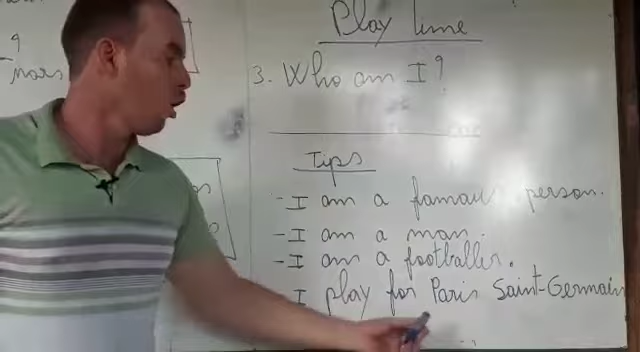 Play time
3. Who am I?
Tips
- I am a famous person.
- I am a man.
- I am a footballer.
I play for Paris Saint-Germain